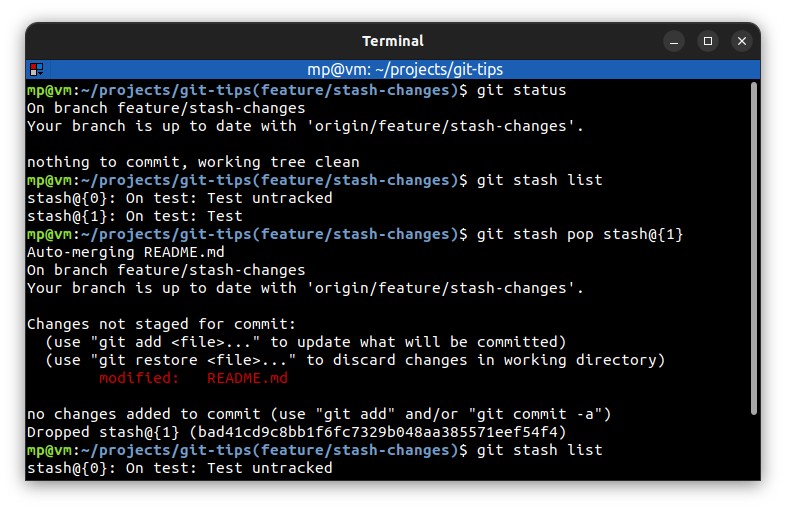 Terminal
mp@vm: ~/projects/git-tips
mp@vm:~/projects/git-tips(feature/stash-changes)$ git status
On branch feature/stash-changes
Your branch is up to date with 'origin/feature/stash-changes'.
nothing to commit, working tree clean
mp@vm:~/projects/git-tips(feature/stash-changes)$ git stash list
stash@{0}: On test: Test untracked
stash@{1}: On test: Test
mp@vm:~/projects/git-tips(feature/stash-changes)$ git stash pop stash@{1}
Auto-merging README.md
On branch feature/stash-changes
Your branch is up to date with 'origin/feature/stash-changes'.
Changes not staged for commit:
  (use "git add <file>..." to update what will be committed)
  (use "git restore <file>..." to discard changes in working directory)
        modified:   README.md
no changes added to commit (use "git add" and/or "git commit -a")
Dropped stash@{1} (bad41cd9c8bb1f6fc7329b048aa385571eef54f4)
mp@vm:~/projects/git-tips(feature/stash-changes)$ git stash list
stash@{0}: On test: Test untracked